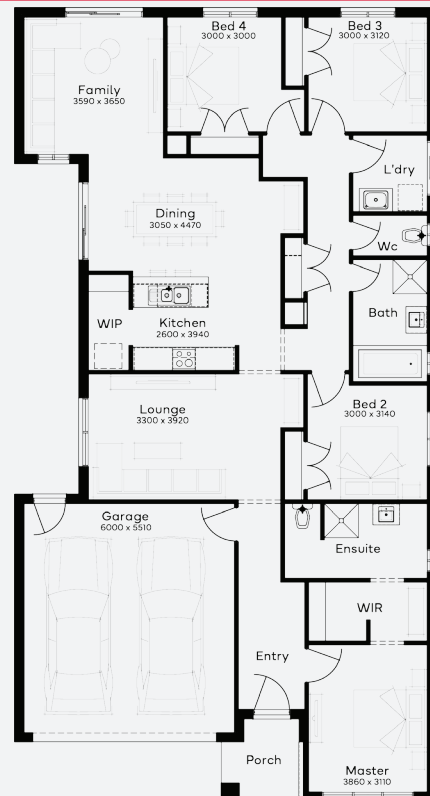 Bed 4
3000 x 3000
Bed 3
3000 x 3120
Family
3590 x 3650
L'dry
Dining
3050 x 4470
Wc
Bath
WIP
Kitchen
2600 x 3940
Lounge
3300 x 3920
Bed 2
3000 x 3140
Garage
6000 x 5510
Ensuite
WIR
Entry
Porch
Master
3860 x 3110